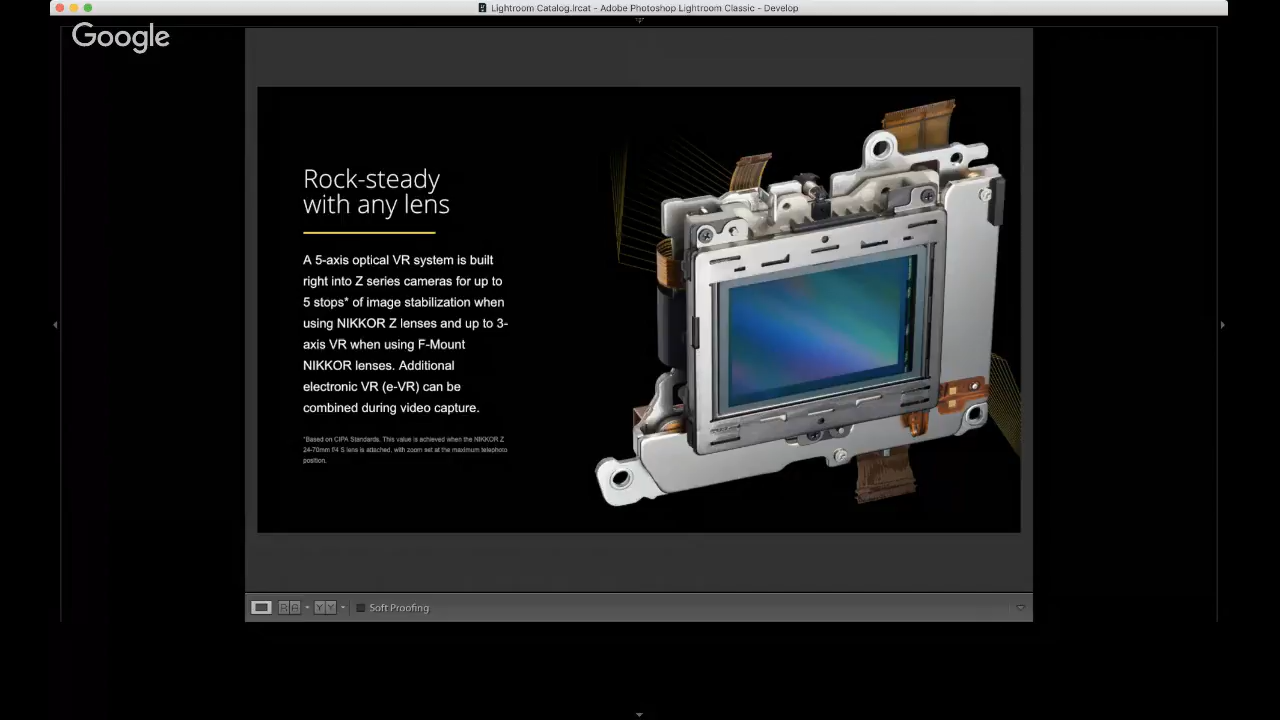 Lightroom Catalog.lrcat - Adobe Photoshop Lightroom Classic - Develop
Google
Rock-steady
with any lens
A 5-axis optical VR system is built
right into Z series cameras for up to
5 stops* of image stabilization when
using NIKKOR Z lenses and up to 3-
axis VR when using F-Mount
NIKKOR lenses. Additional
electronic VR (e-VR) can be
combined during video capture.
*Based on CIPA Standards. This value is achieved when the NIKKOR Z
24-70mm f/4 S lens is attached, with zoom set at the maximum telephoto
position.
Soft Proofing